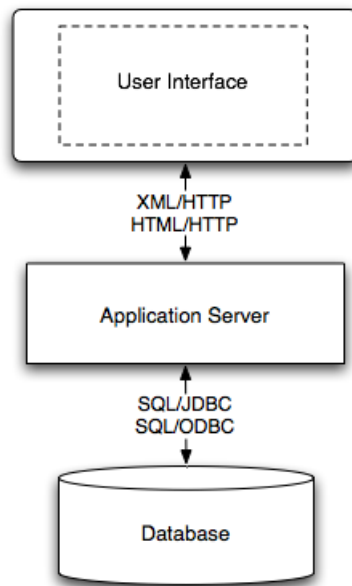 User Interface
XML/HTTP
HTML/HTTP
Application Server
SQL/JDBC
SQL/ODBC
Database